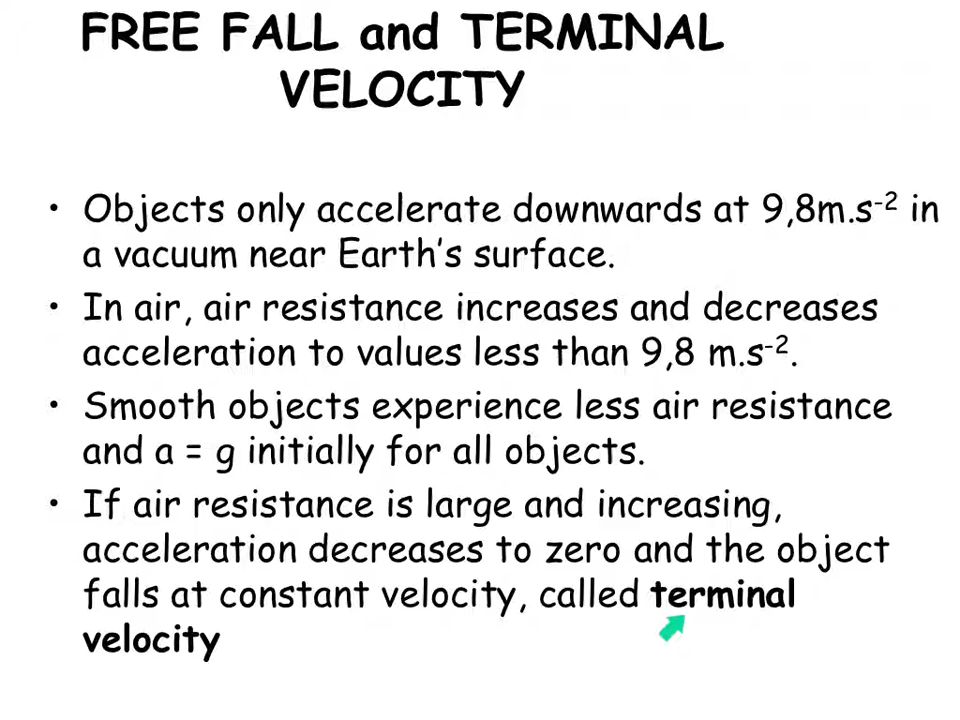 FREE FALL and TERMINAL
VELOCITY
• Objects only accelerate downwards at 9,8m.s⁻² in
a vacuum near Earth's surface.
• In air, air resistance increases and decreases
acceleration to values less than 9,8 m.s⁻².
• Smooth objects experience less air resistance
and a = g initially for all objects.
• If air resistance is large and increasing,
acceleration decreases to zero and the object
falls at constant velocity, called terminal
velocity